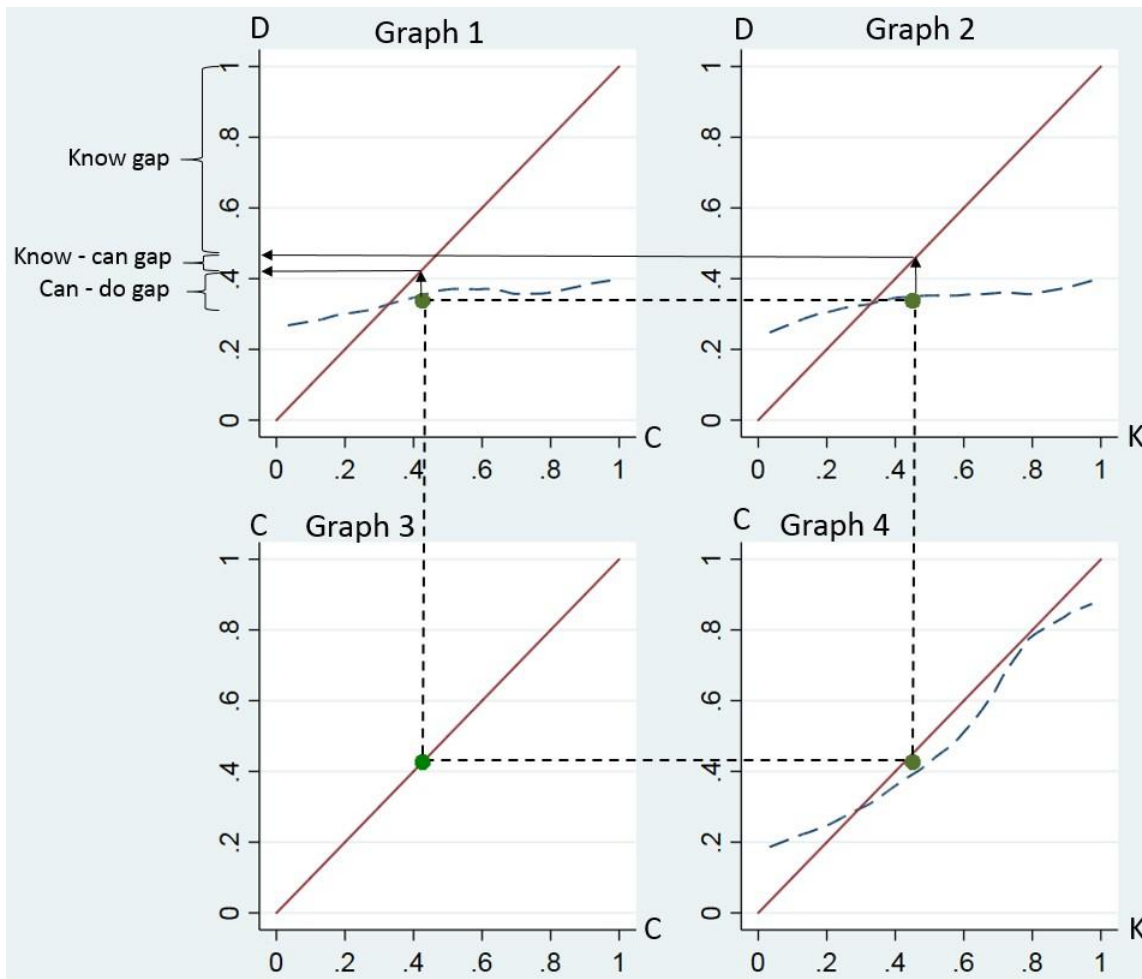 D
Graph 1
1
.8
.6
.4
.2
0
0 .2 .4 .6 .8 1
C
Know gap
Know - can gap
Can - do gap
D
Graph 2
1
.8
.6
.4
.2
0
0 .2 .4 .6 .8 1
K
C
Graph 3
1
.8
.6
.4
.2
0
0 .2 .4 .6 .8 1
C
C
Graph 4
1
.8
.6
.4
.2
0
0 .2 .4 .6 .8 1
K